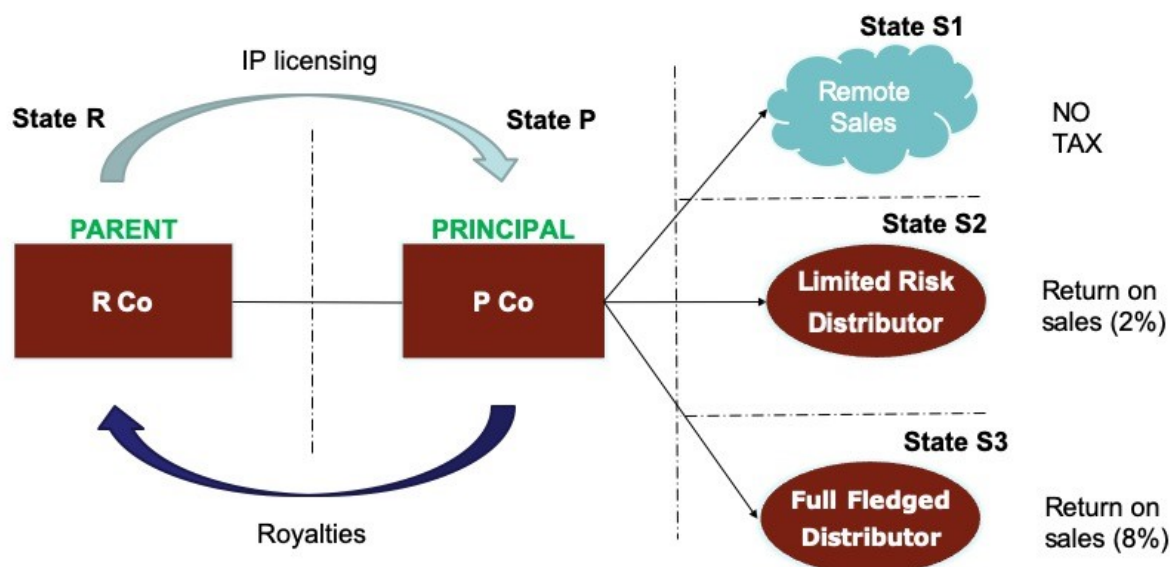 State S1
IP licensing
State R
State P
Remote
Sales
NO
TAX
PARENT
PRINCIPAL
State S2
R Co
P Co
Limited Risk
Distributor
Return on
sales (2%)
State S3
Royalties
Full Fledged
Distributor
Return on
sales (8%)